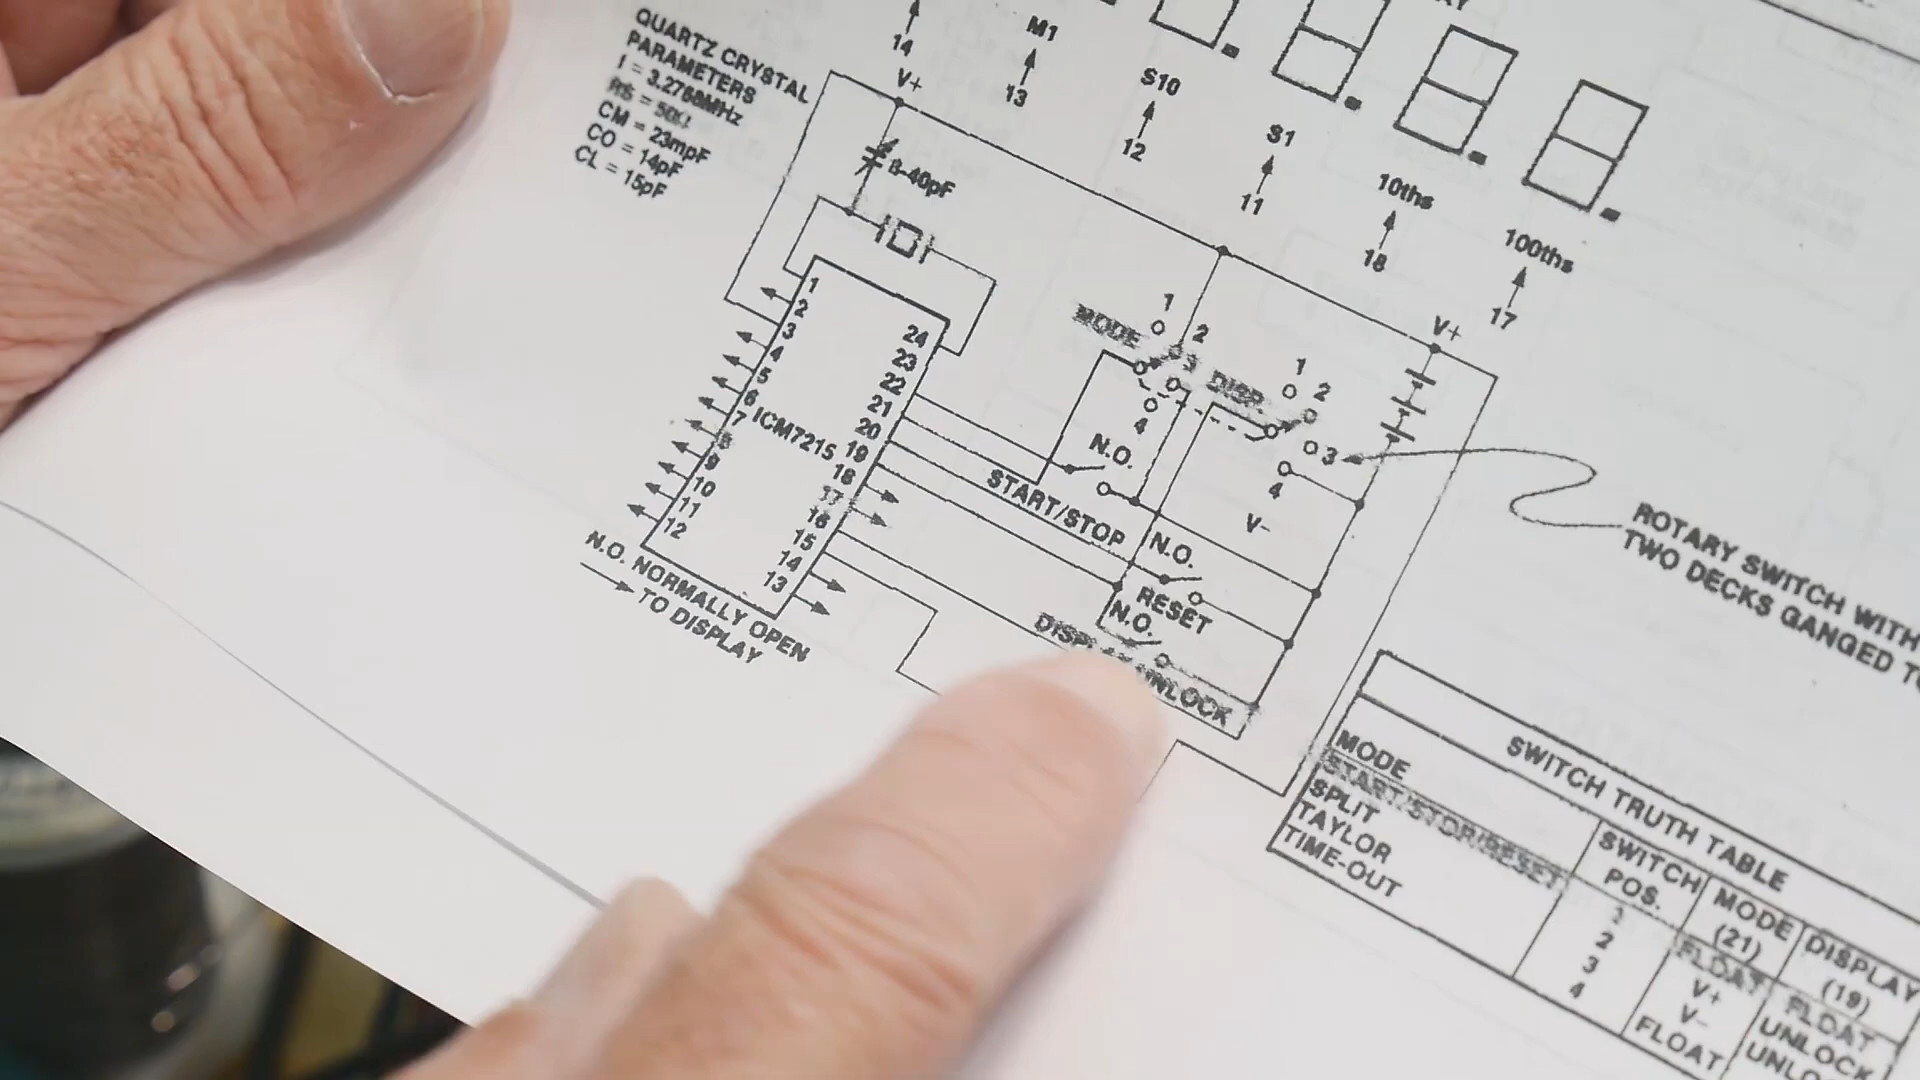 QUARTZ CRYSTAL
PARAMETERS
f = 3.2768MHz
RS = 50Ω
CM = 23mpF
CO = 14pF
CL = 15pF
14
M1
13
S10
12
S1
11
10ths
18
100ths
17
V+
8-40pF
1
2
3
4
5
6
7
8
9
10
11
12
24
23
22
21
20
19
18
17
16
15
14
13
ICM7215
MODE
1
2
3
4
DISP.
1
2
3
4
V+
V-
N.O.
START/STOP
N.O.
RESET
N.O.
UNLOCK
ROTARY SWITCH WITH
TWO DECKS GANGED
N.O. NORMALLY OPEN
TO DISPLAY
SWITCH TRUTH TABLE
MODE
SWITCH POS.
MODE (21)
DISPLAY (19)
START/STOP/RESET 1 FLOAT FLOAT
SPLIT 2 V+ UNLOCK
TAYLOR 3 V-
TIME-OUT 4 FLOAT